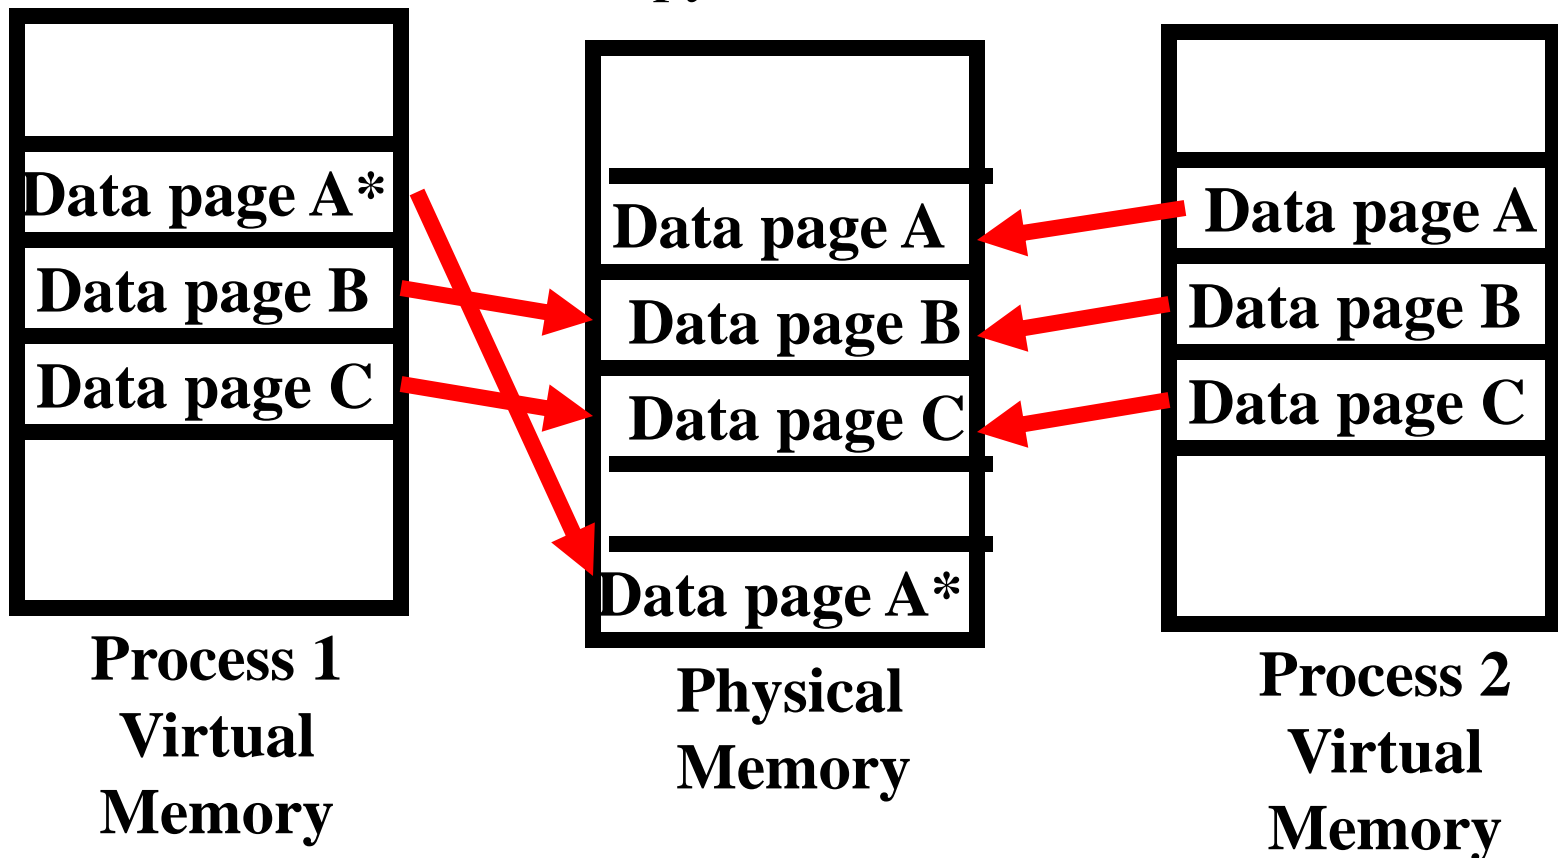 Data page A*
Data page B
Data page C
Process 1
Virtual
Memory
Data page A
Data page B
Data page C
Data page A*
Physical
Memory
Data page A
Data page B
Data page C
Process 2
Virtual
Memory